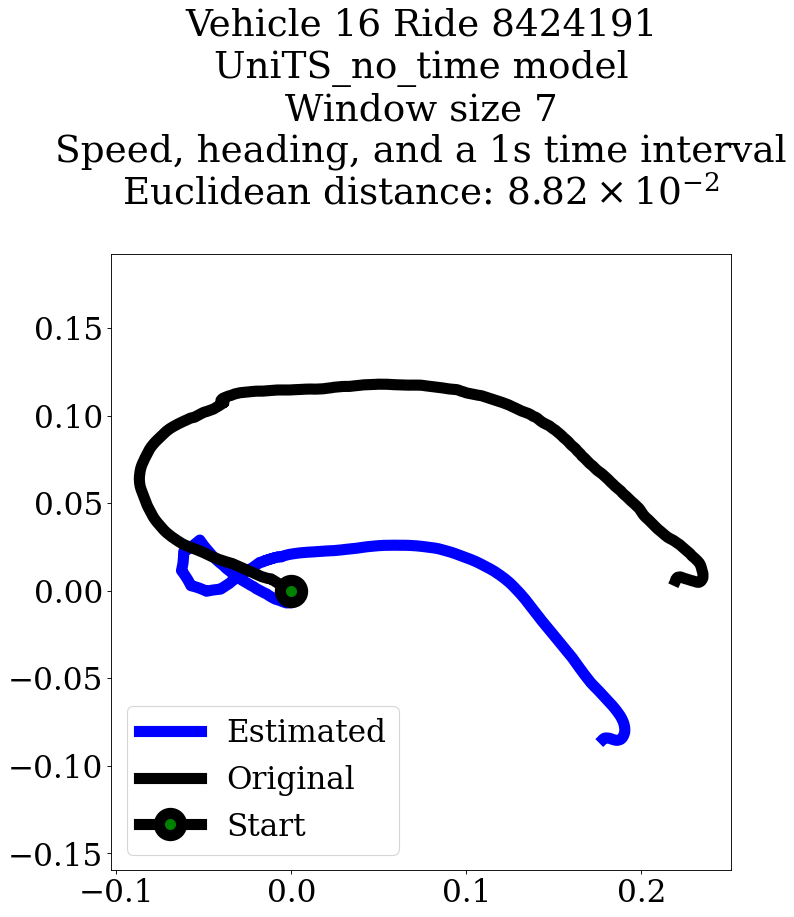 Vehicle 16 Ride 8424191
UniTS_no_time model
Window size 7
Speed, heading, and a 1s time interval
Euclidean distance: 8.82 × 10⁻²
0.15
0.10
0.05
0.00
−0.05
−0.10
−0.15
Estimated
Original
Start
−0.1
0.0
0.1
0.2